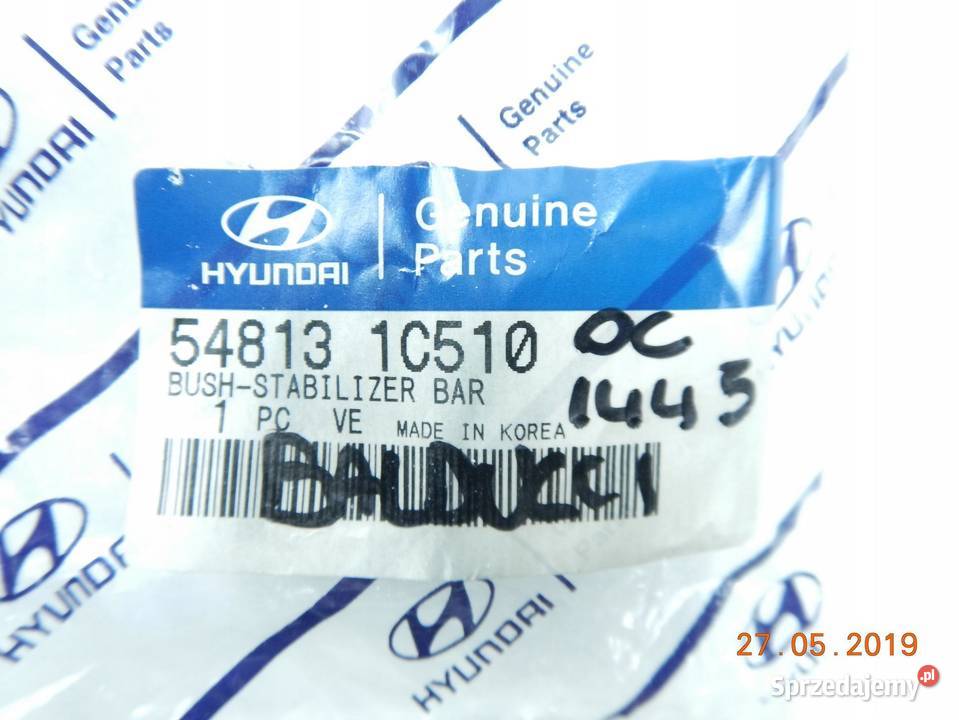 Genuine
Parts
HYUNDAI
Genuine
Parts
HYUNDAI
Genuine
Parts
54813 1C510
OC
1443
BUSH-STABILIZER BAR
1 PC VE MADE IN KOREA
BALDUCCI
HYUNDAI
HYUNDAI
HYUNDAI
27.05.2019
Sprzedajemy.pl